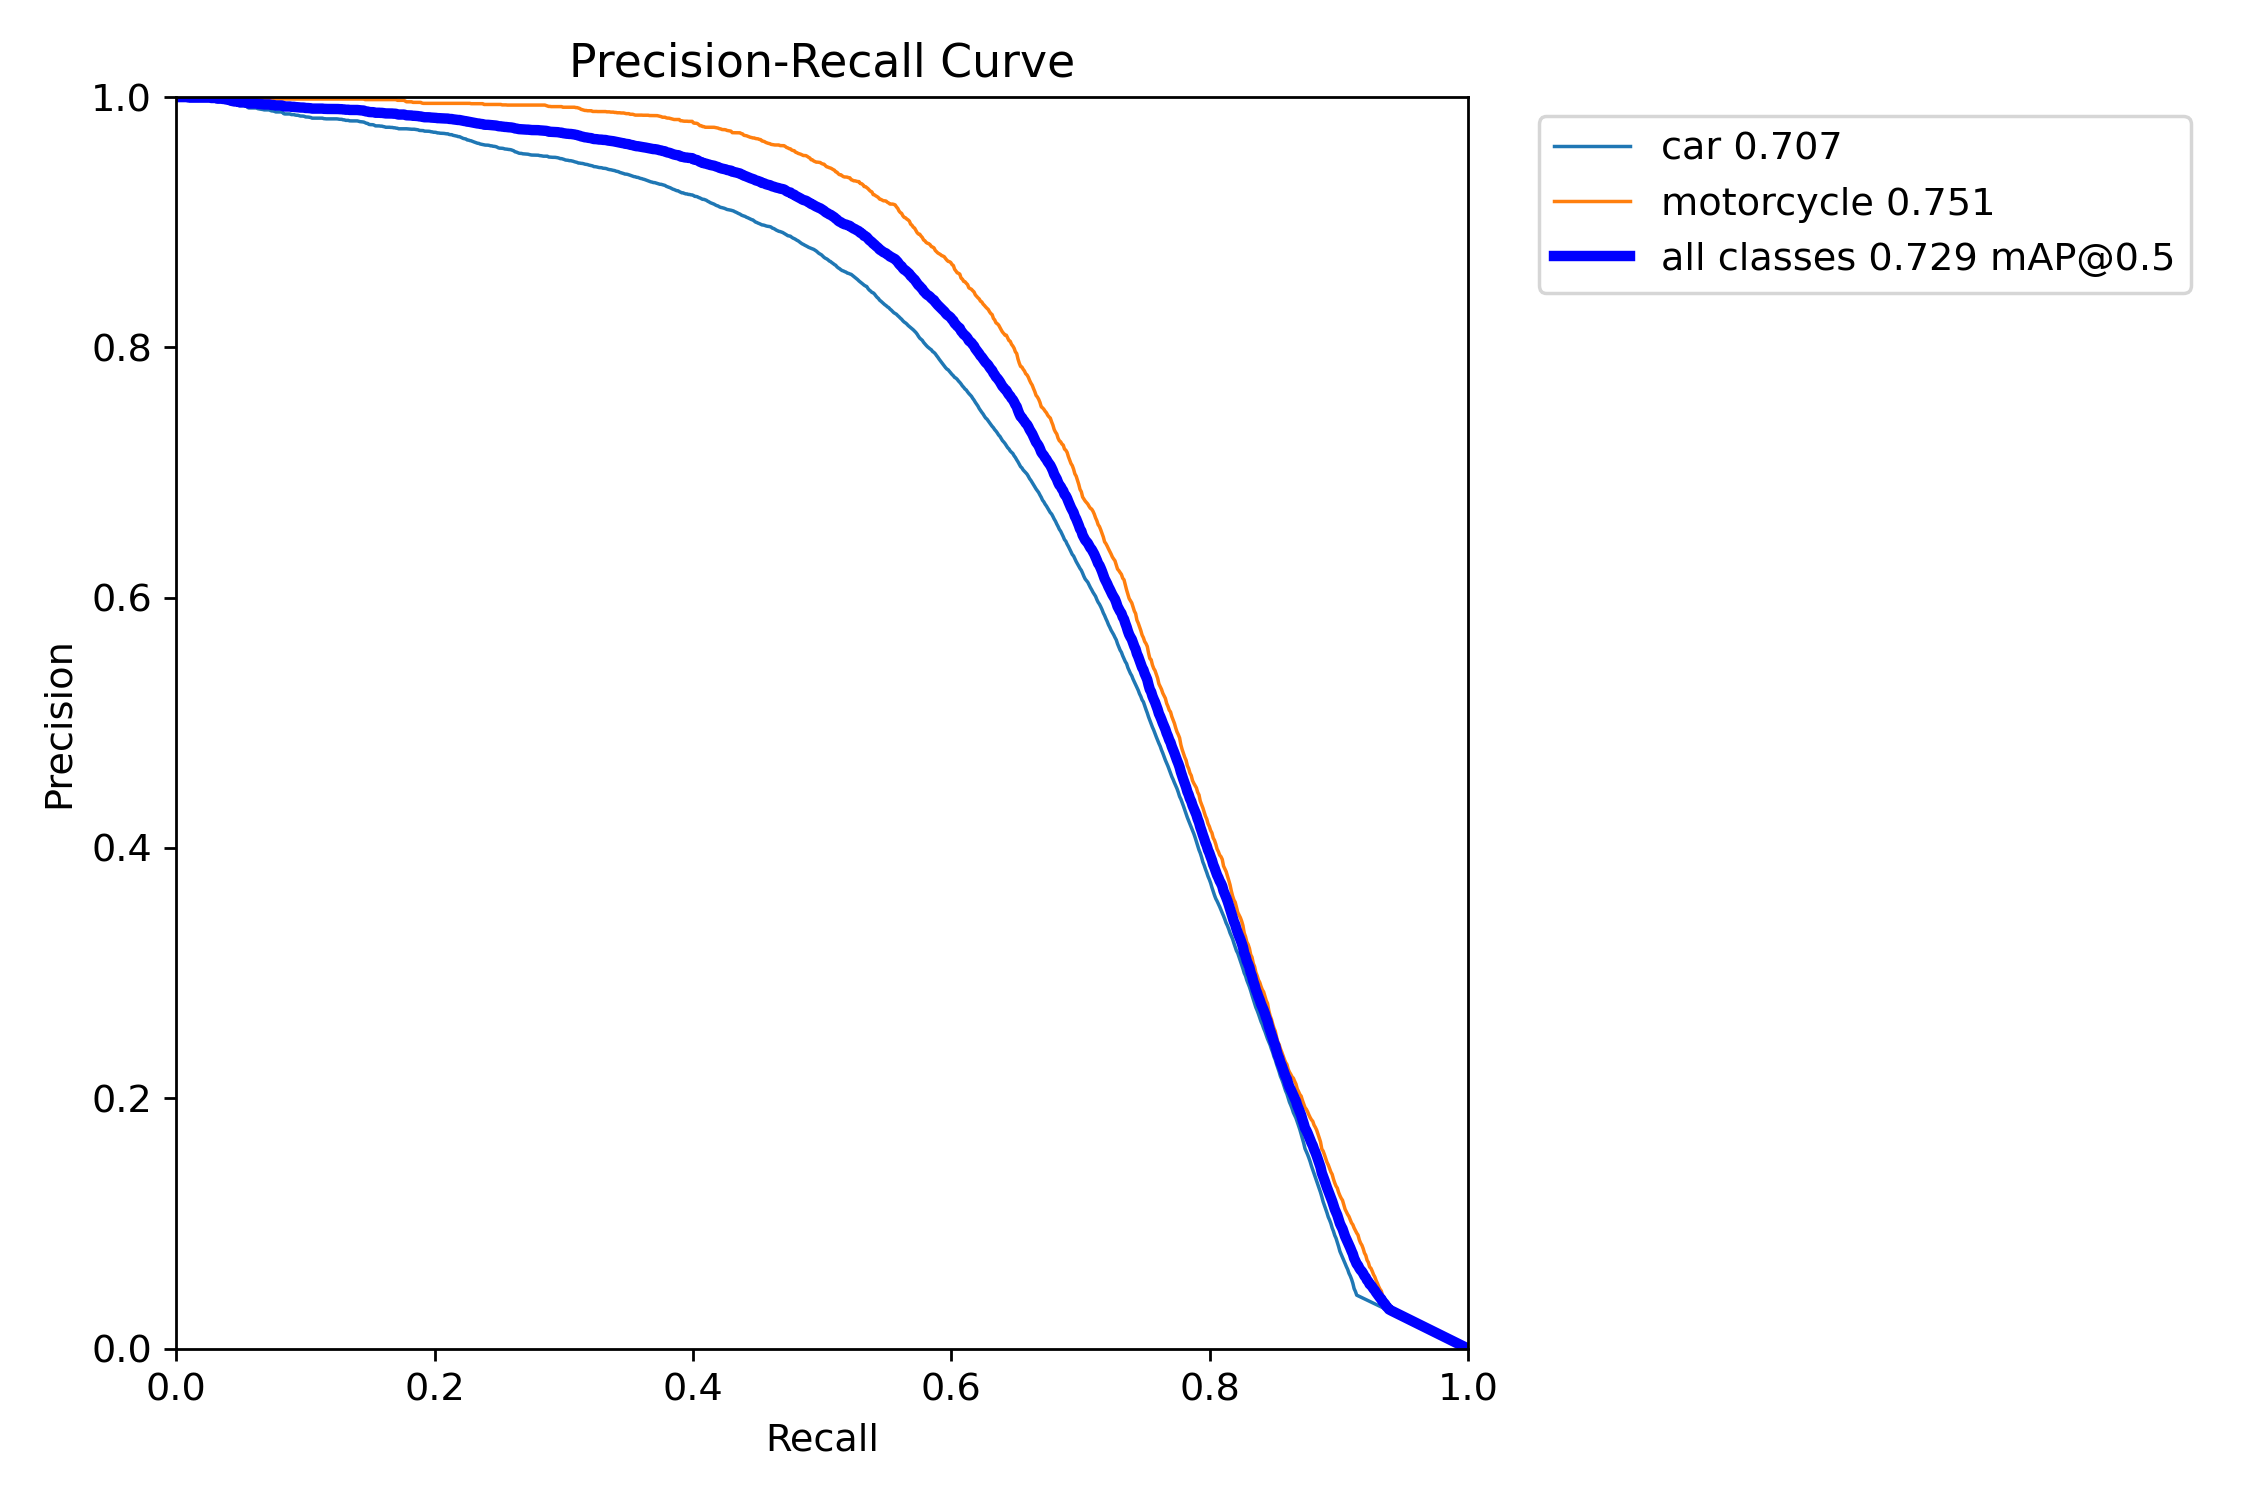 Precision-Recall Curve
car 0.707
motorcycle 0.751
all classes 0.729 mAP@0.5
1.0
0.8
0.6
0.4
0.2
0.0
Precision
0.0 0.2 0.4 0.6 0.8 1.0
Recall